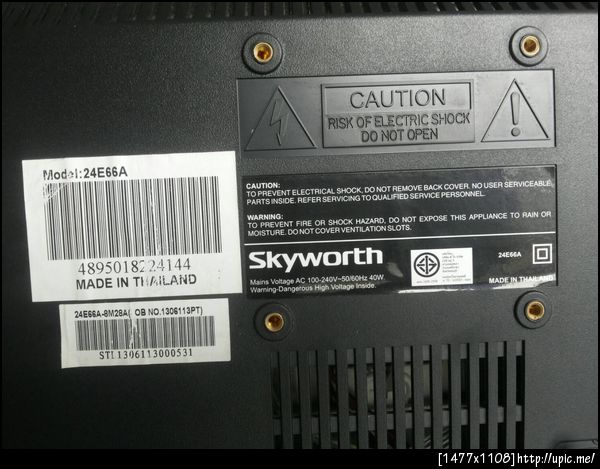 CAUTION
RISK OF ELECTRIC SHOCK
DO NOT OPEN
Model:24E66A
4895018224144
MADE IN THAILAND
24E66A-8M28A( OB NO.1306113PT)
STL1306113000531
CAUTION:
TO PREVENT ELECTRICAL SHOCK, DO NOT REMOVE BACK COVER. NO USER SERVICEABLE
PARTS INSIDE. REFER SERVICING TO QUALIFIED SERVICE PERSONNEL.
WARNING:
TO PREVENT FIRE OR SHOCK HAZARD, DO NOT EXPOSE THIS APPLIANCE TO RAIN OR
MOISTURE. DO NOT COVER VENTILATION SLOTS.
Skyworth
Mains Voltage AC 100-240V~50/60Hz 40W.
Warning-Dangerous High Voltage Inside.
24E66A
MADE IN THAILAND
[1477x1108]http://upic.me/